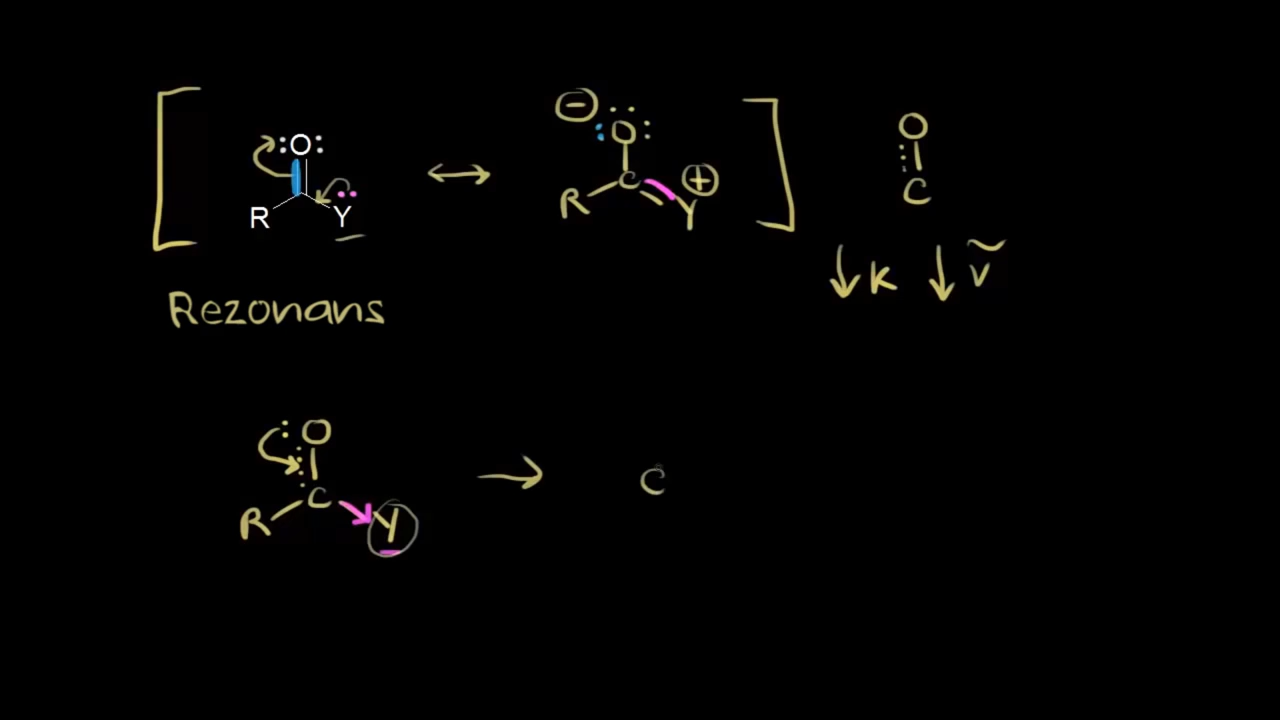 :O: ⊖ :O: O
R Y R C Y ⊕ C
↓k ↓ṽ
Rezonans
:O
R C Y → C